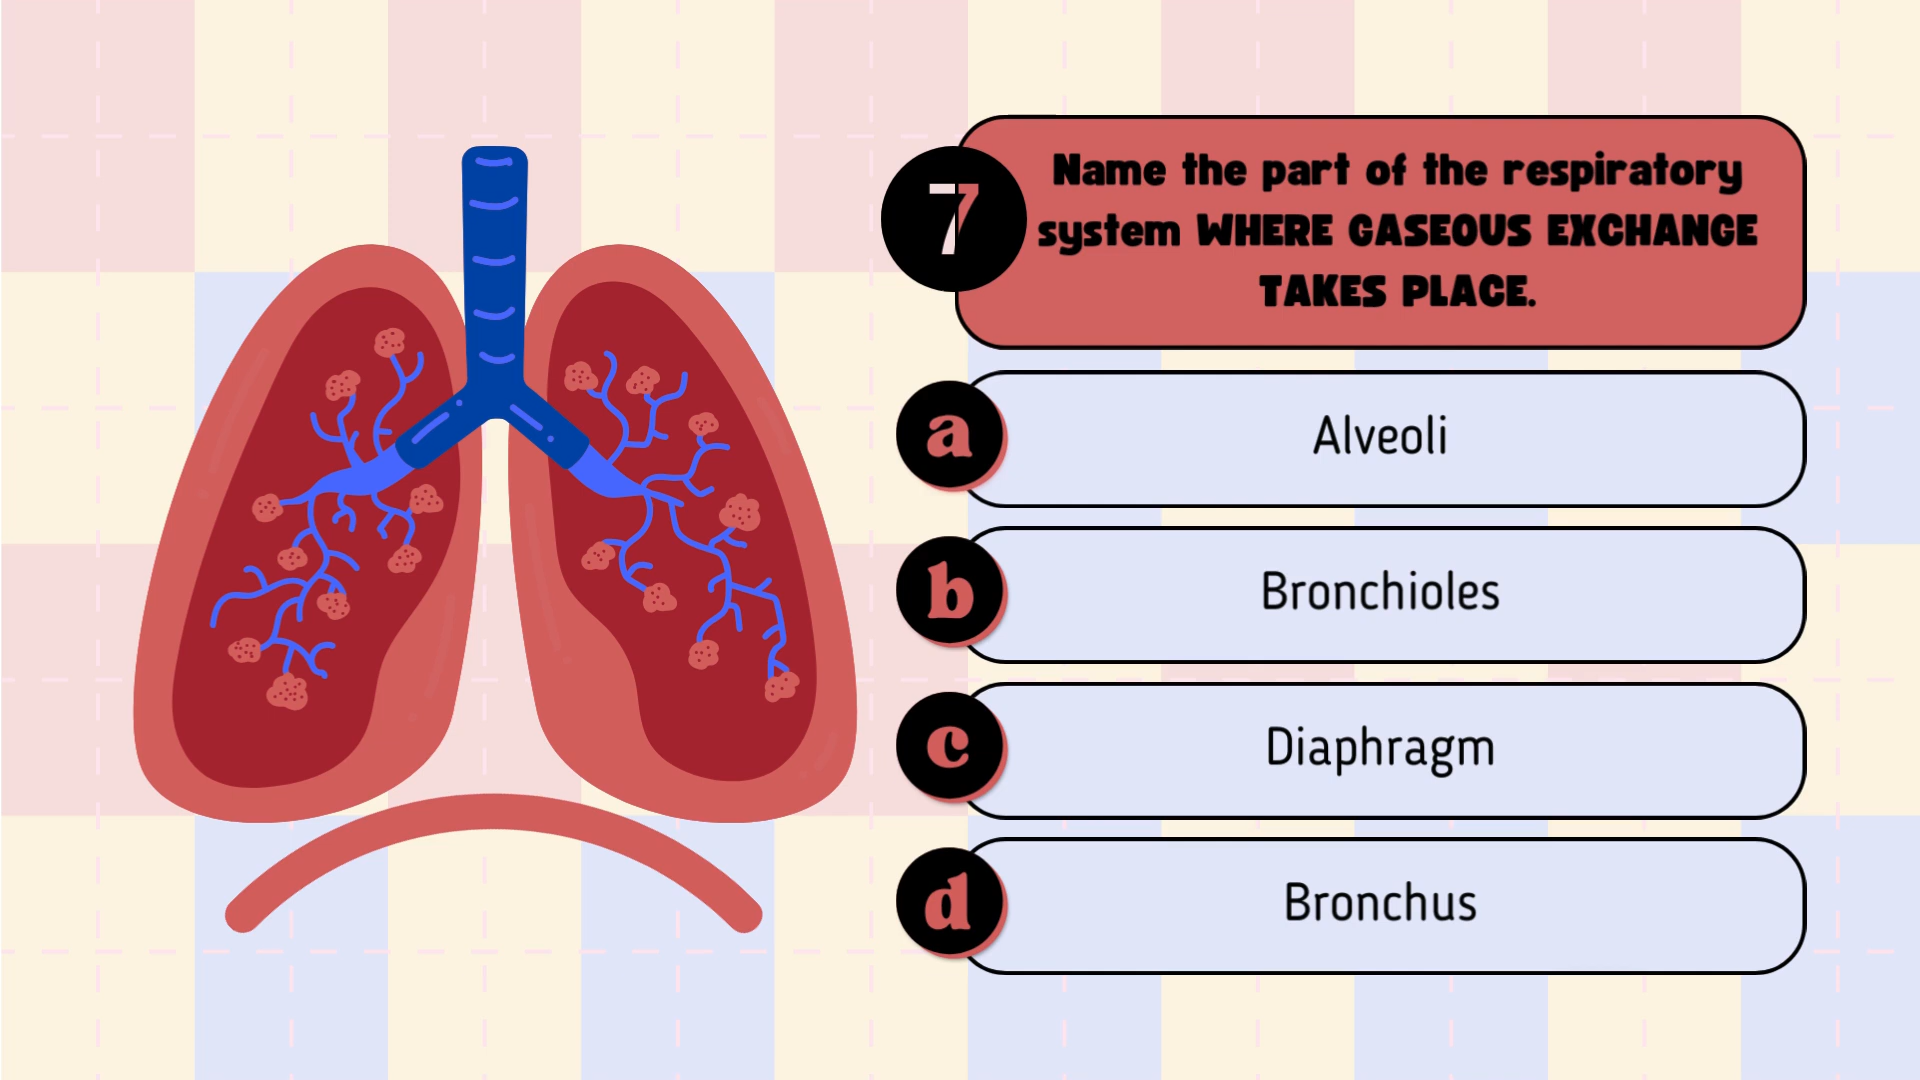 7
Name the part of the respiratory
system WHERE GASEOUS EXCHANGE
TAKES PLACE.
a
Alveoli
b
Bronchioles
c
Diaphragm
d
Bronchus